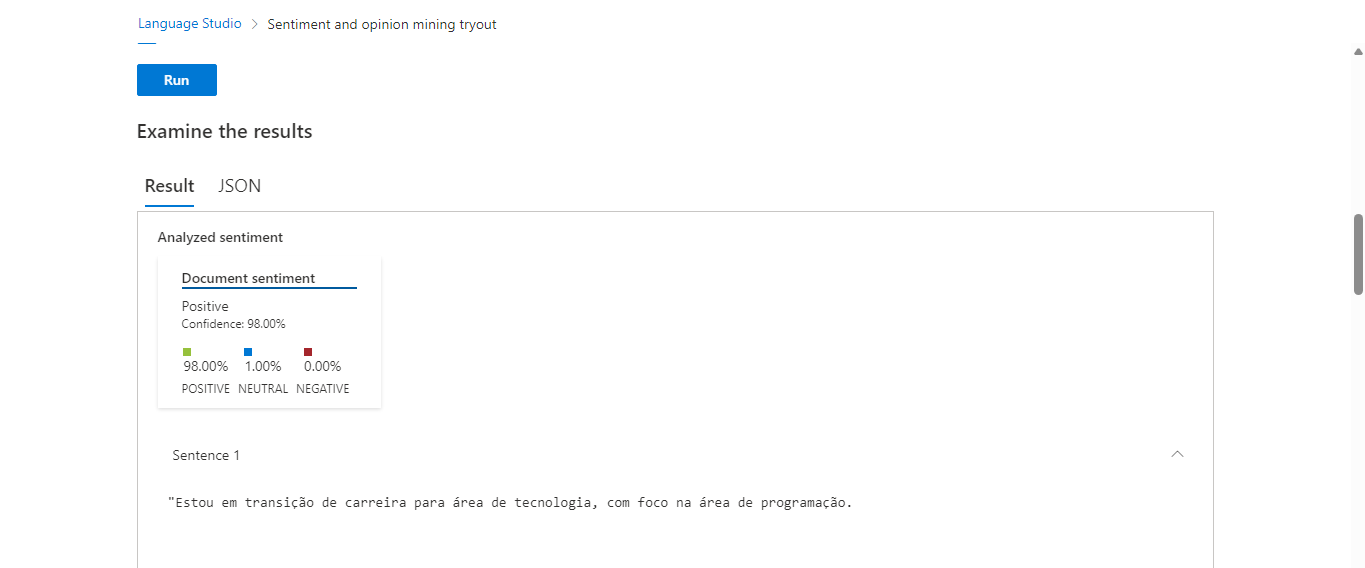 Language Studio > Sentiment and opinion mining tryout
Run
Examine the results
Result JSON
Analyzed sentiment
Document sentiment
Positive
Confidence: 98.00%
98.00% 1.00% 0.00%
POSITIVE NEUTRAL NEGATIVE
Sentence 1
"Estou em transição de carreira para área de tecnologia, com foco na área de programação.